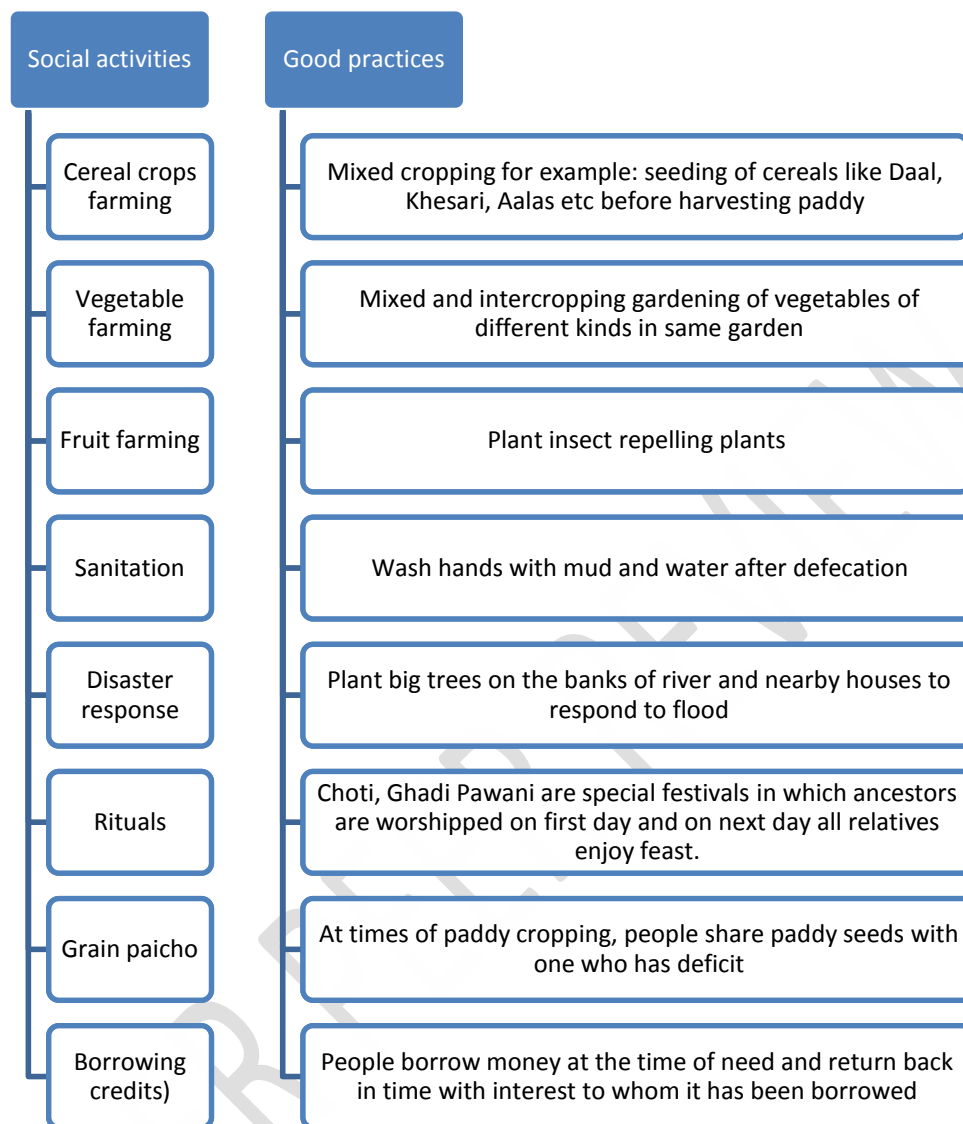 Social activities
Good practices
Cereal crops
farming
Mixed cropping for example: seeding of cereals like Daal,
Khesari, Aalas etc before harvesting paddy
Vegetable
farming
Mixed and intercropping gardening of vegetables of
different kinds in same garden
Fruit farming
Plant insect repelling plants
Sanitation
Wash hands with mud and water after defecation
Disaster
response
Plant big trees on the banks of river and nearby houses to
respond to flood
Rituals
Choti, Ghadi Pawani are special festivals in which ancestors
are worshipped on first day and on next day all relatives
enjoy feast.
Grain paicho
At times of paddy cropping, people share paddy seeds with
one who has deficit
Borrowing
credits)
People borrow money at the time of need and return back
in time with interest to whom it has been borrowed